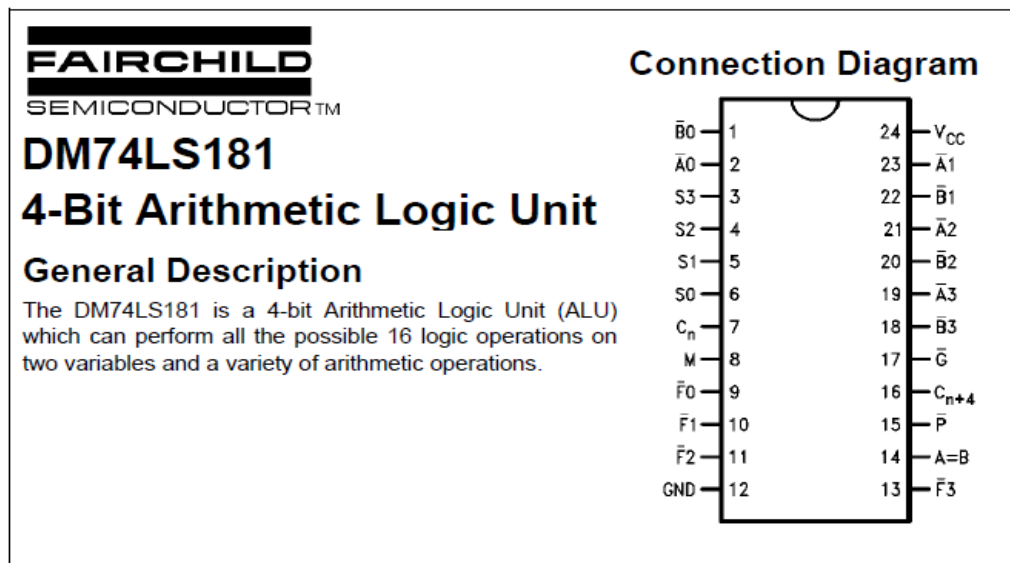 FAIRCHILD
SEMICONDUCTOR™
DM74LS181
4-Bit Arithmetic Logic Unit
General Description
The DM74LS181 is a 4-bit Arithmetic Logic Unit (ALU)
which can perform all the possible 16 logic operations on
two variables and a variety of arithmetic operations.
Connection Diagram
B̅0 1 24 VCC
A̅0 2 23 A̅1
S3 3 22 B̅1
S2 4 21 A̅2
S1 5 20 B̅2
S0 6 19 A̅3
Cn 7 18 B̅3
M 8 17 G̅
F̅0 9 16 Cn+4
F̅1 10 15 P̅
F̅2 11 14 A=B
GND 12 13 F̅3